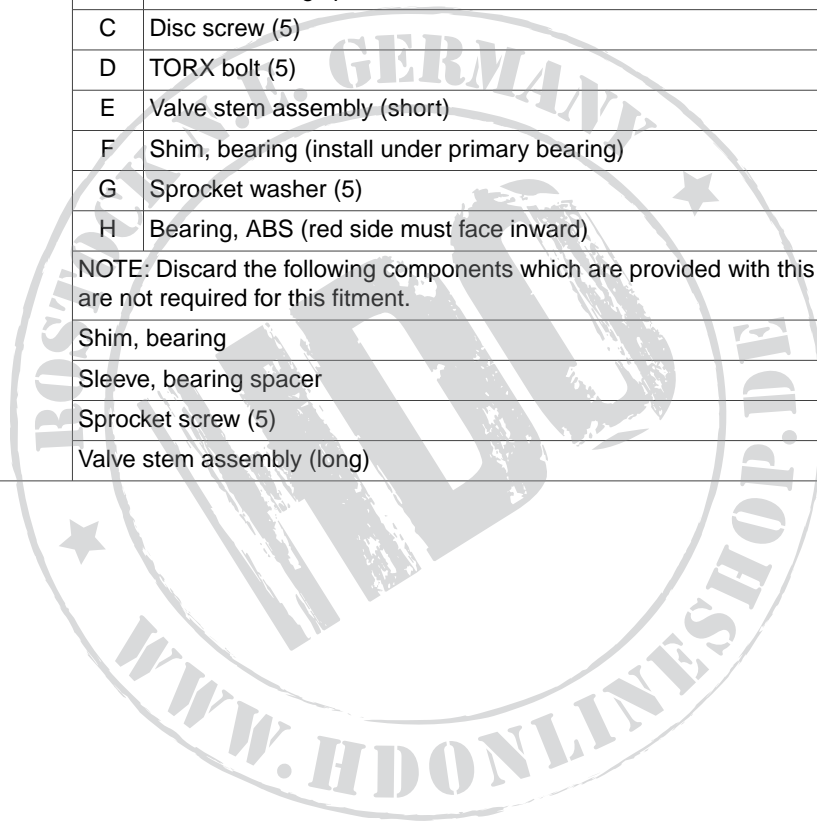 C Disc screw (5)
D TORX bolt (5)
E Valve stem assembly (short)
F Shim, bearing (install under primary bearing)
G Sprocket washer (5)
H Bearing, ABS (red side must face inward)
NOTE: Discard the following components which are provided with this
are not required for this fitment.
Shim, bearing
Sleeve, bearing spacer
Sprocket screw (5)
Valve stem assembly (long)
ROSTOCK N.E. GERMANY
HDO
WWW.HDONLINESHOP.DE